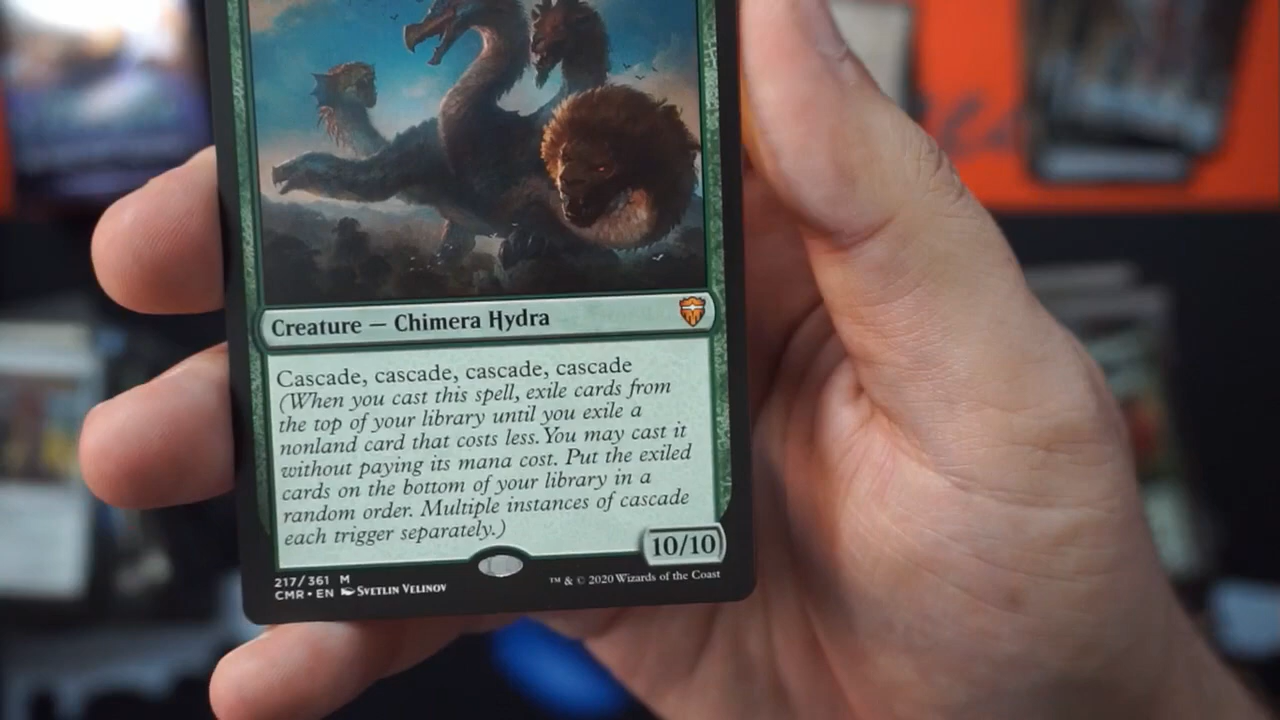 Creature — Chimera Hydra
Cascade, cascade, cascade, cascade
(When you cast this spell, exile cards from
the top of your library until you exile a
nonland card that costs less. You may cast it
without paying its mana cost. Put the exiled
cards on the bottom of your library in a
random order. Multiple instances of cascade
each trigger separately.)
10/10
217/361 M
CMR • EN SVETLIN VELINOV
™ & © 2020 Wizards of the Coast